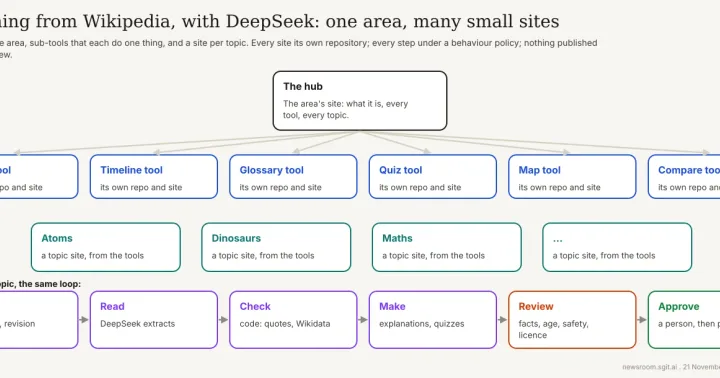 ing from Wikipedia, with DeepSeek: one area, many small sites
e area, sub-tools that each do one thing, and a site per topic. Every site its own repository; every step under a behaviour policy; nothing published
ew.
The hub
The area's site: what it is, every
tool, every topic.
ool
po and site
Timeline tool
its own repo and site
Glossary tool
its own repo and site
Quiz tool
its own repo and site
Map tool
its own repo and site
Compare too
its own repo an
Atoms
a topic site, from the tools
Dinosaurs
a topic site, from the tools
Maths
a topic site, from the tools
...
a topic site, from the tools
opic, the same loop:
, revision
Read
DeepSeek extracts
Check
code: quotes, Wikidata
Make
explanations, quizzes
Review
facts, age, safety,
licence
Approve
a person, then p
newsroom.sgit.ai . 21 Novembe